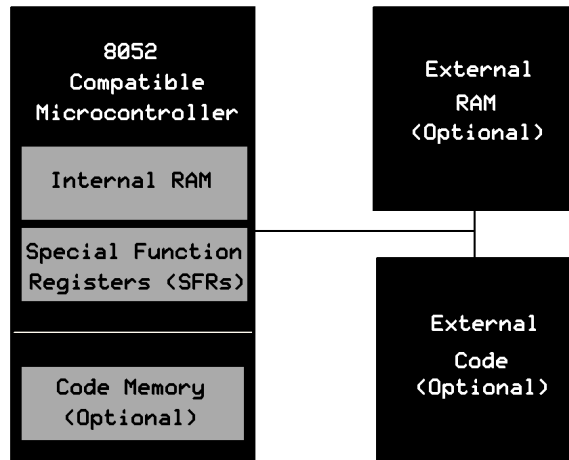 8052
Compatible
Microcontroller
Internal RAM
Special Function
Registers (SFRs)
Code Memory
(Optional)
External
RAM
(Optional)
External
Code
(Optional)